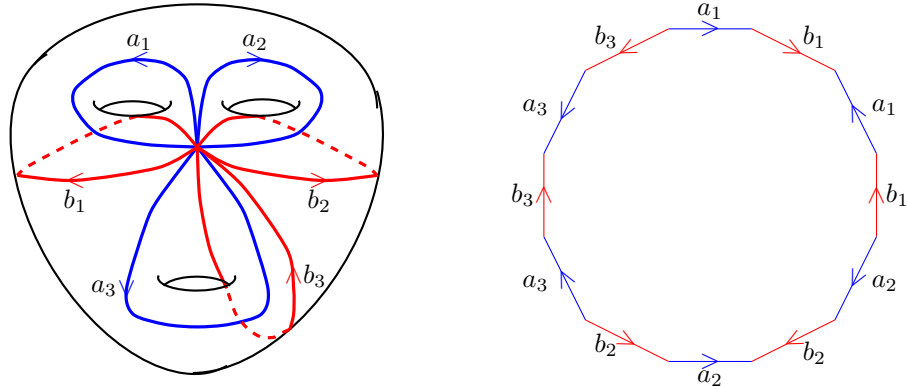 a₁ a₂
b₁ b₂
a₃ b₃
a₁
b₃ b₁
a₃ a₁
b₃ b₁
a₃ a₂
b₂ b₂
a₂